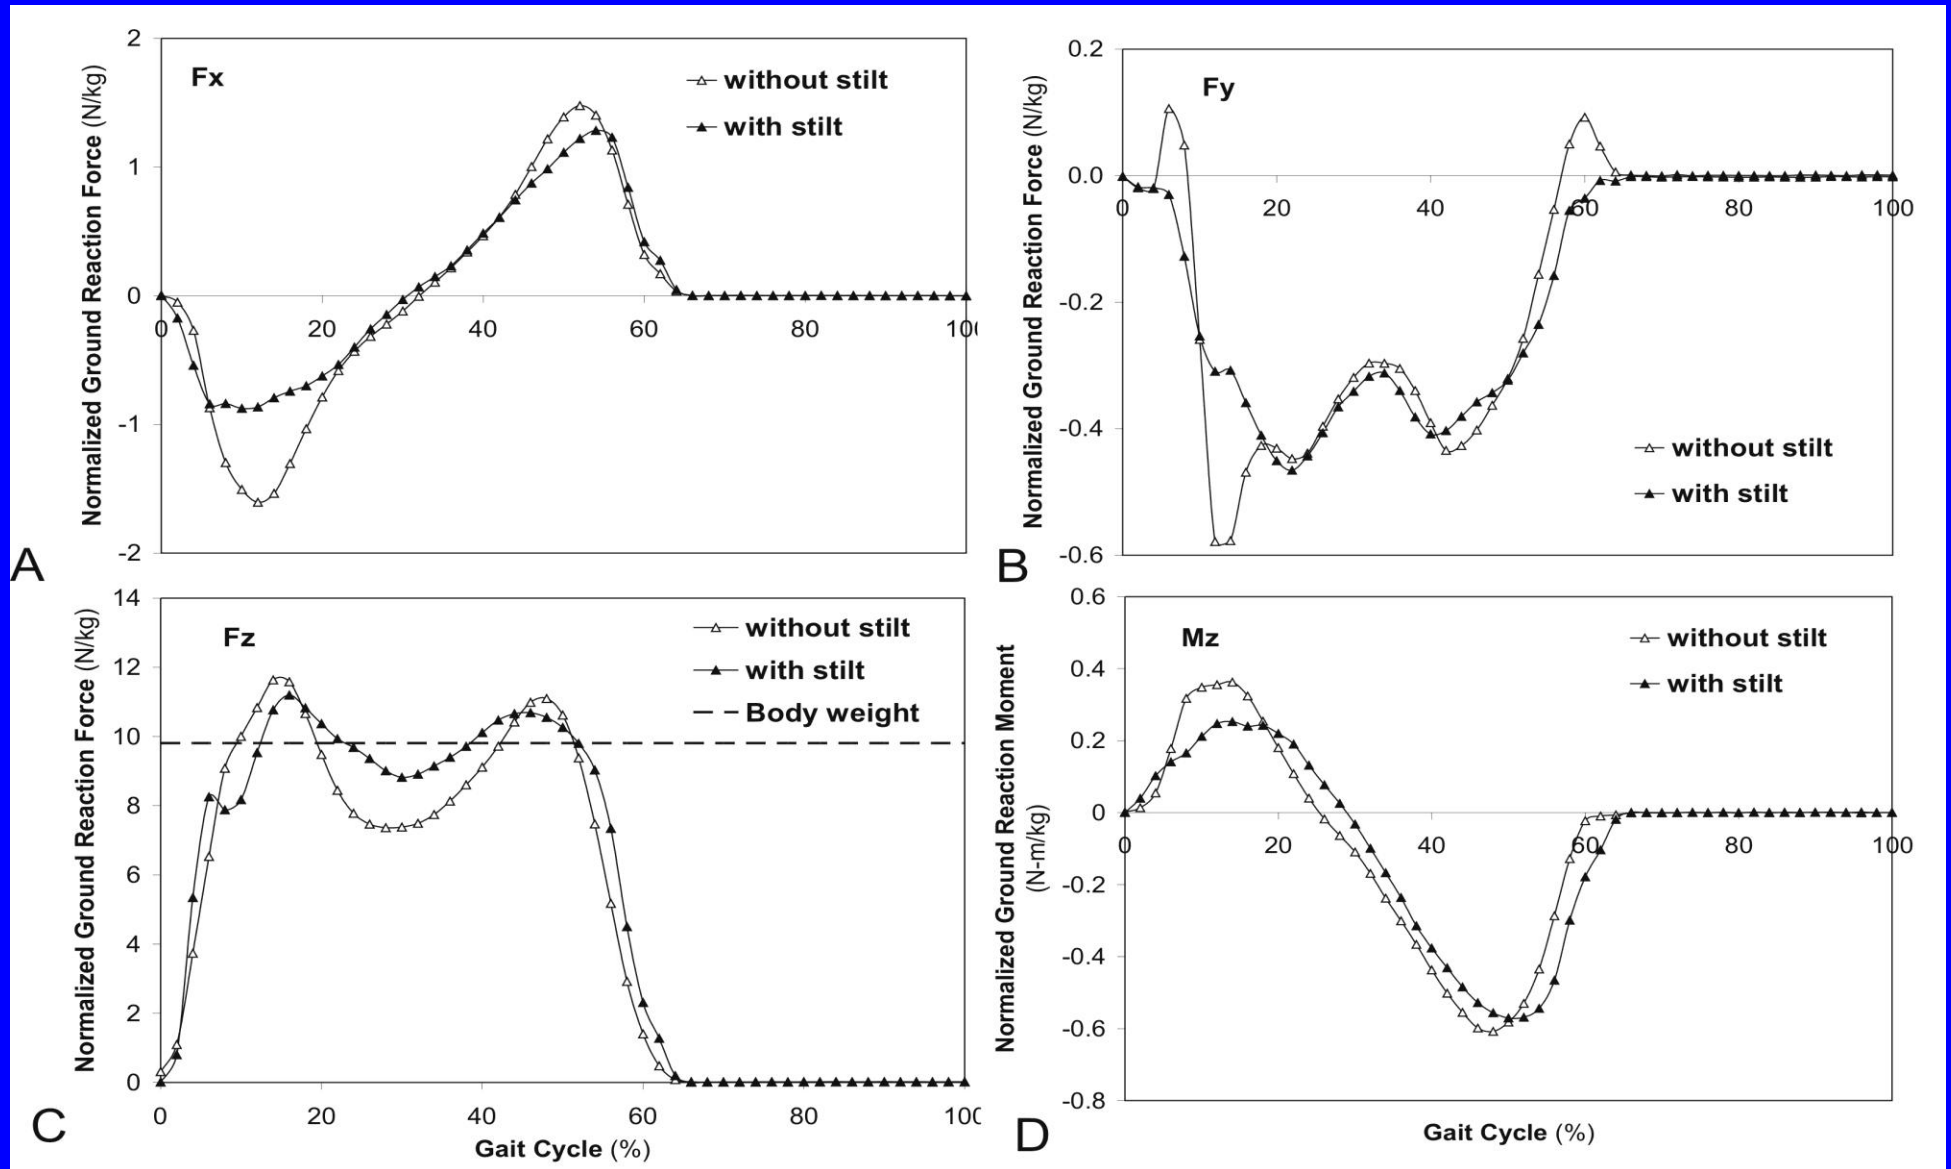 Fx
without stilt
with stilt
Normalized Ground Reaction Force (N/kg)
2
1
0
-1
-2
0 20 40 60 80 100
A
Fy
without stilt
with stilt
Normalized Ground Reaction Force (N/kg)
0.2
0.0
-0.2
-0.4
-0.6
0 20 40 60 80 100
B
Fz
without stilt
with stilt
Body weight
Normalized Ground Reaction Force (N/kg)
14
12
10
8
6
4
2
0
0 20 40 60 80 100
Gait Cycle (%)
C
Mz
without stilt
with stilt
Normalized Ground Reaction Moment
(N-m/kg)
0.6
0.4
0.2
0
-0.2
-0.4
-0.6
-0.8
0 20 40 60 80 100
Gait Cycle (%)
D